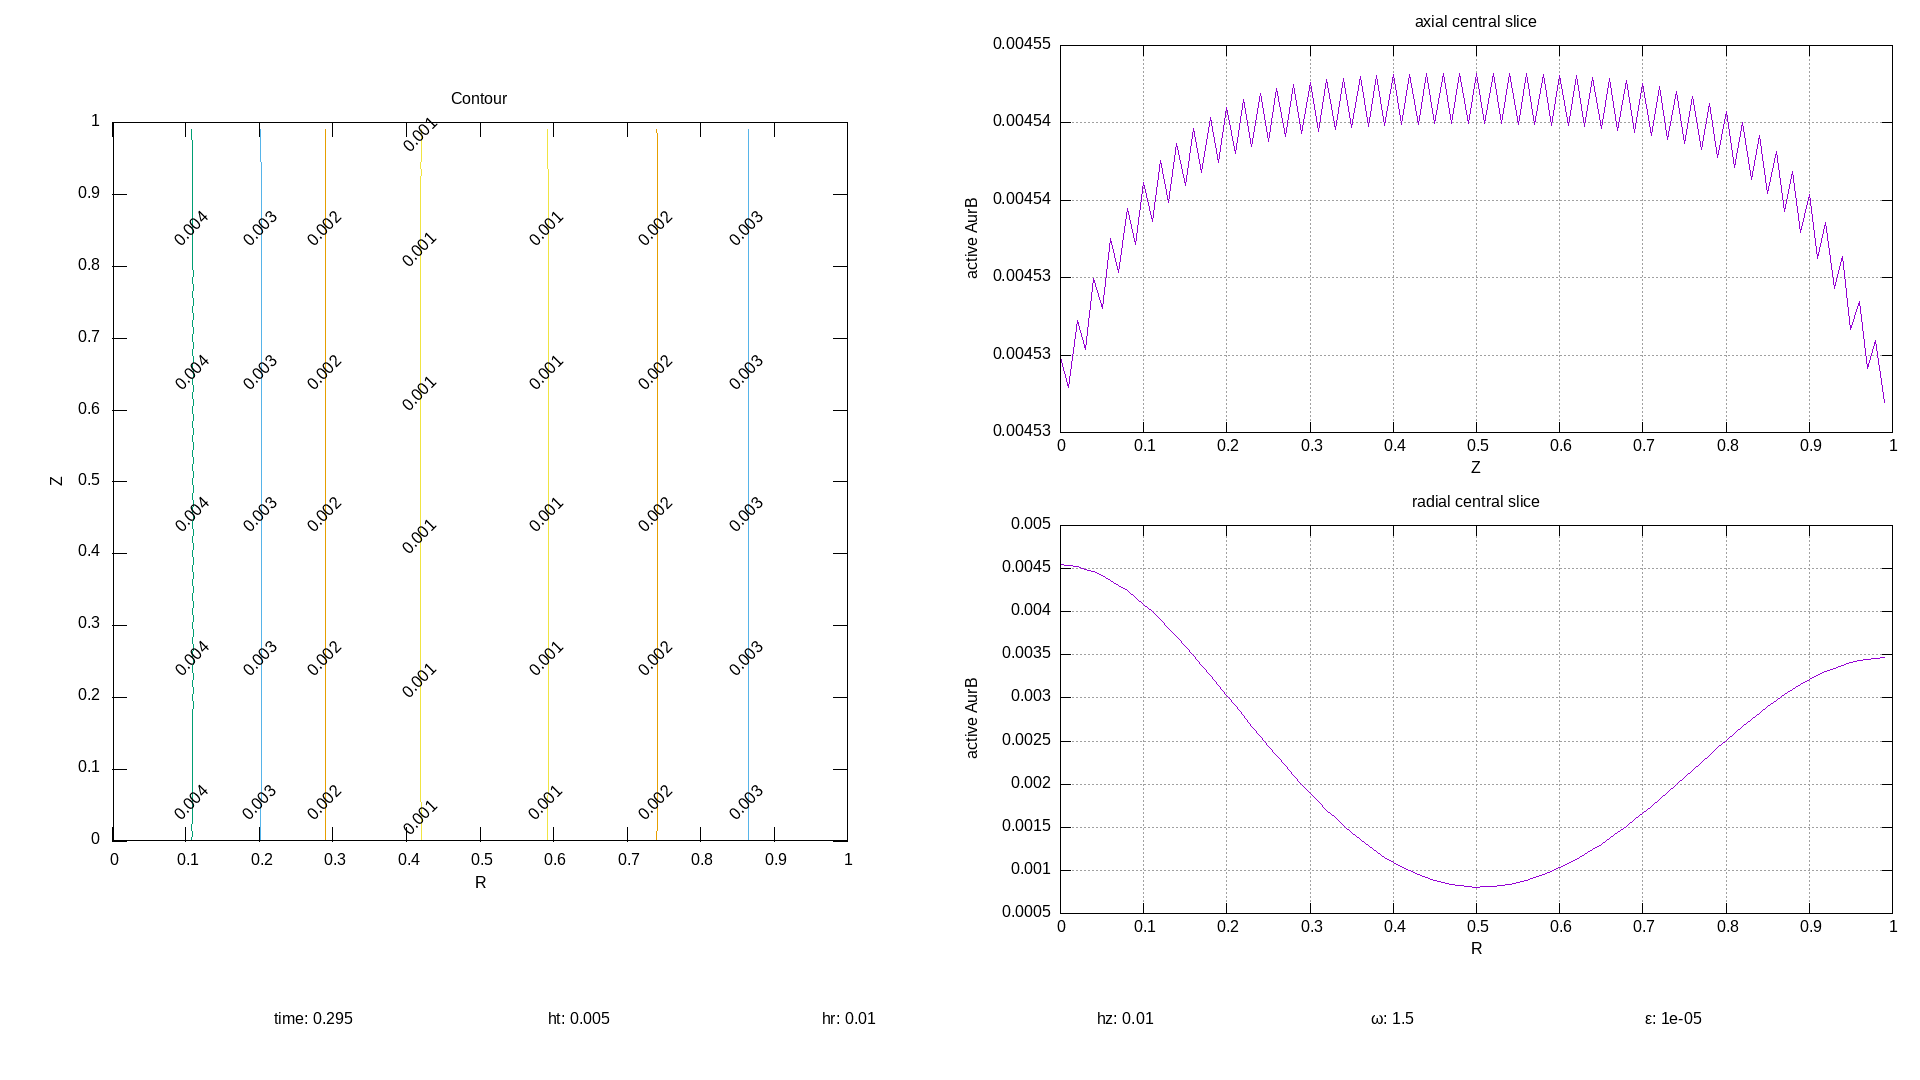 Contour
1
0.9
0.8
0.7
0.6
0.5
0.4
0.3
0.2
0.1
0
Z
0.001
0.004 0.003 0.002 0.001 0.001 0.002 0.003
0.004 0.003 0.002 0.001 0.001 0.002 0.003
0.004 0.003 0.002 0.001 0.001 0.002 0.003
0.004 0.003 0.002 0.001 0.001 0.002 0.003
0.004 0.003 0.002 0.001 0.001 0.002 0.003
0 0.1 0.2 0.3 0.4 0.5 0.6 0.7 0.8 0.9 1
R
axial central slice
0.00455
0.00454
0.00454
0.00453
0.00453
0.00453
active AurB
0 0.1 0.2 0.3 0.4 0.5 0.6 0.7 0.8 0.9 1
Z
radial central slice
0.005
0.0045
0.004
0.0035
0.003
0.0025
0.002
0.0015
0.001
0.0005
active AurB
0 0.1 0.2 0.3 0.4 0.5 0.6 0.7 0.8 0.9 1
R
time: 0.295 ht: 0.005 hr: 0.01 hz: 0.01 ω: 1.5 ε: 1e-05